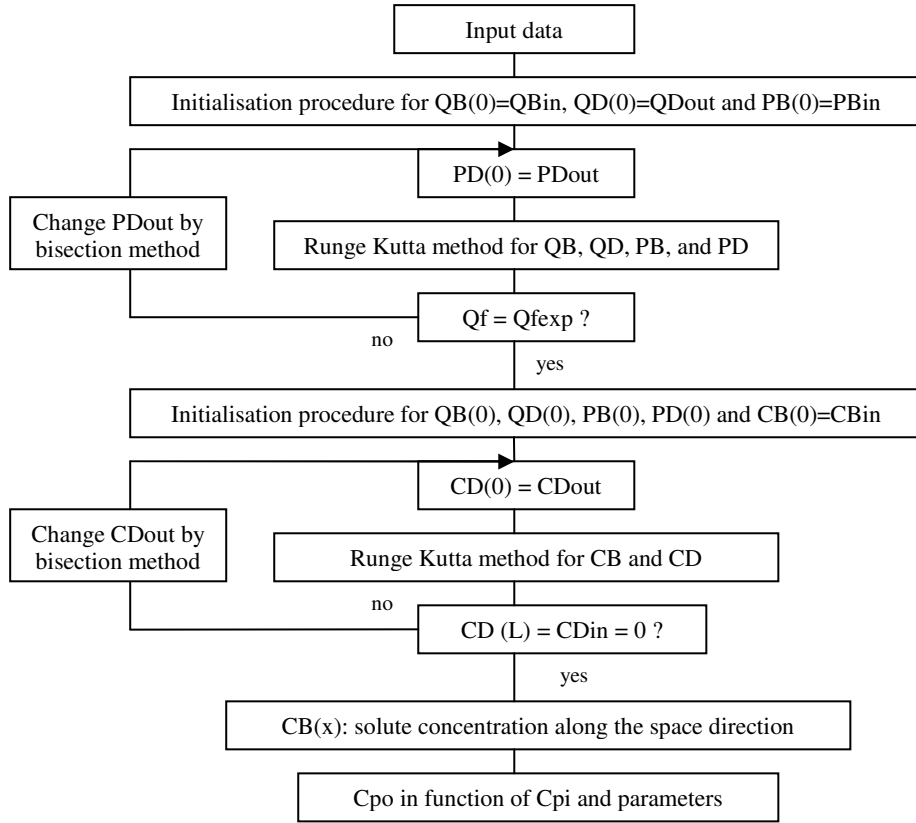 Input data
Initialisation procedure for QB(0)=QBin, QD(0)=QDout and PB(0)=PBin
PD(0) = PDout
Change PDout by
bisection method
Runge Kutta method for QB, QD, PB, and PD
Qf = Qfexp ?
no
yes
Initialisation procedure for QB(0), QD(0), PB(0), PD(0) and CB(0)=CBin
CD(0) = CDout
Change CDout by
bisection method
Runge Kutta method for CB and CD
no
CD (L) = CDin = 0 ?
yes
CB(x): solute concentration along the space direction
Cpo in function of Cpi and parameters